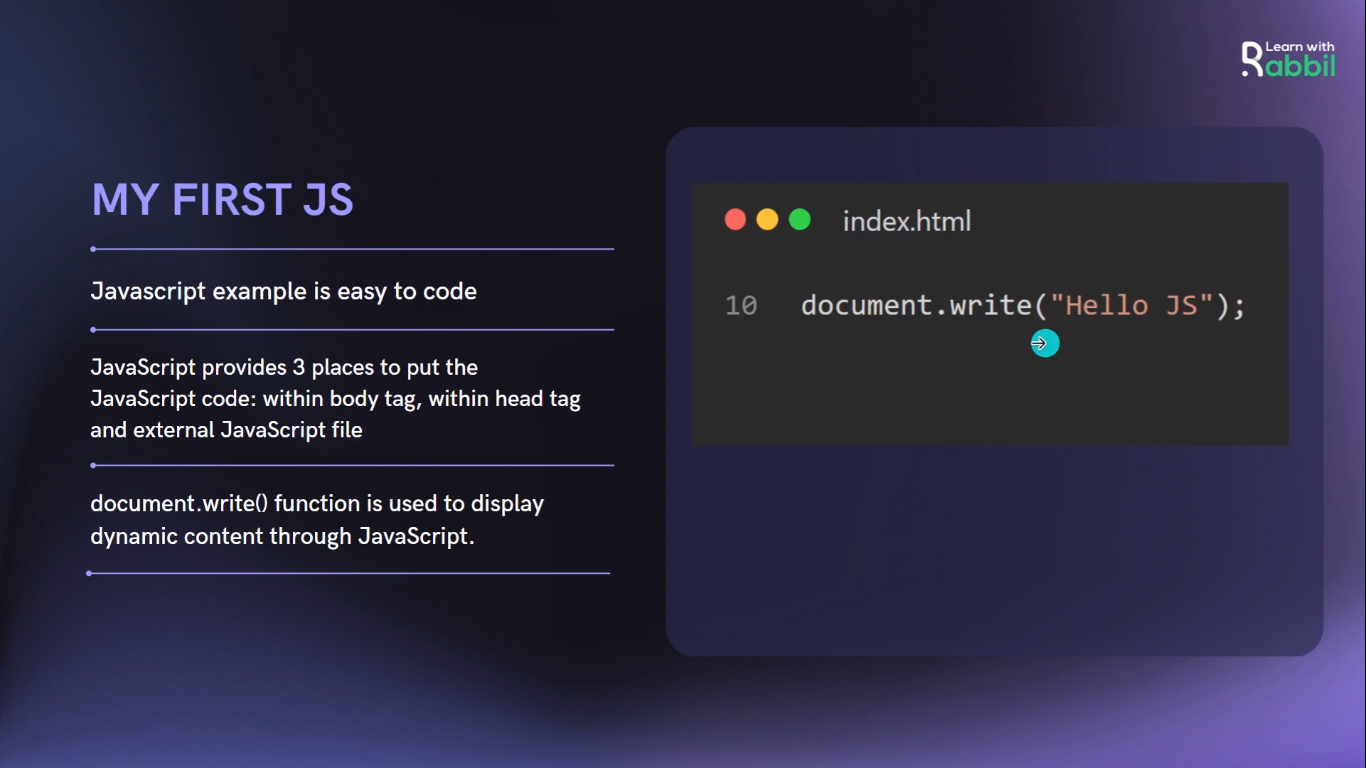 Learn with
Rabbil
MY FIRST JS
Javascript example is easy to code
JavaScript provides 3 places to put the
JavaScript code: within body tag, within head tag
and external JavaScript file
document.write() function is used to display
dynamic content through JavaScript.
index.html
10 document.write("Hello JS");